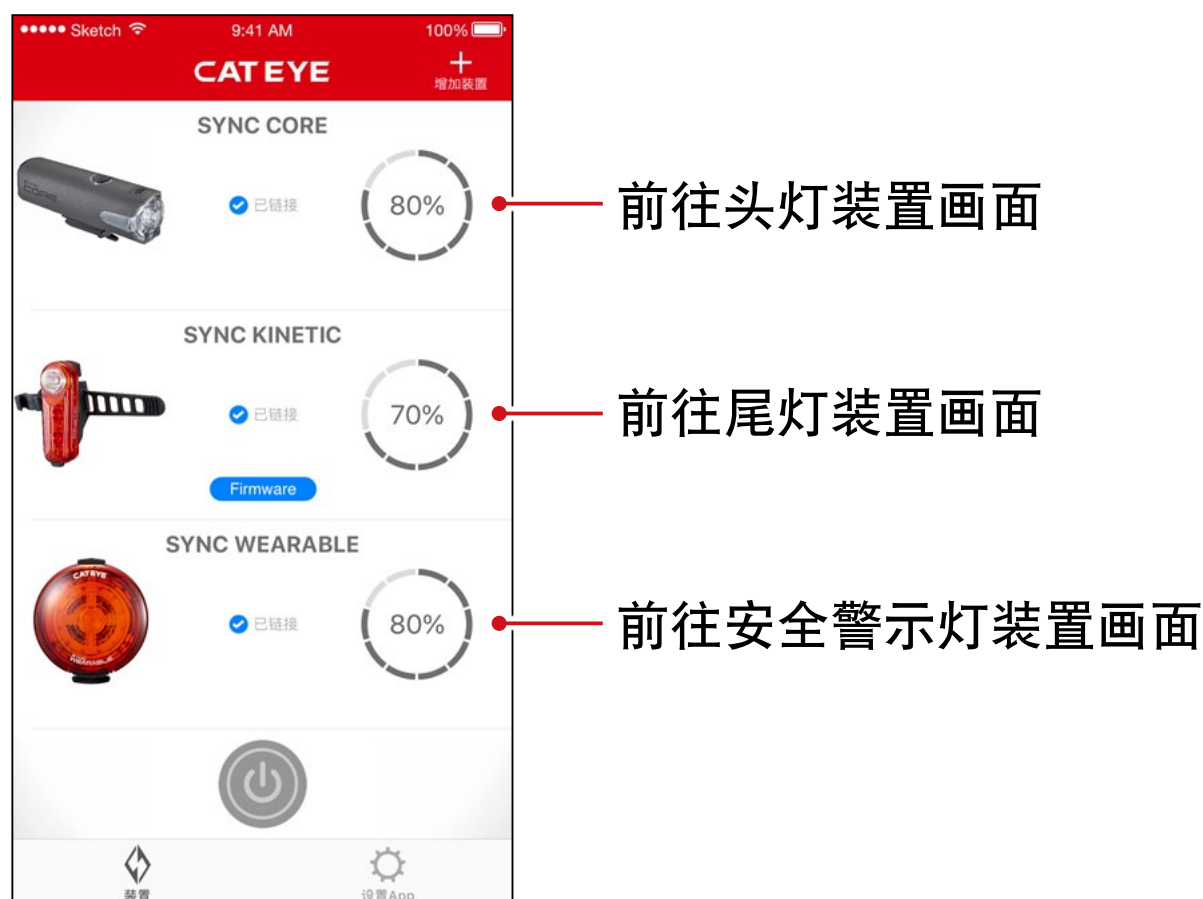 Sketch 9:41 AM 100%
CATEYE
增加装置
SYNC CORE
已链接 80% 前往头灯装置画面
SYNC KINETIC
已链接 70% 前往尾灯装置画面
Firmware
SYNC WEARABLE
CATEYE
已链接 80% 前往安全警示灯装置画面
WEARABLE
装置 设置App